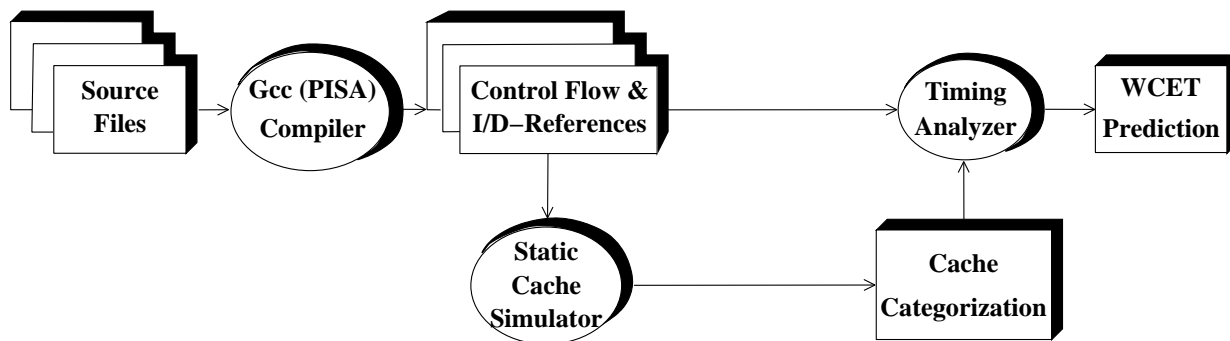 Source
Files
Gcc (PISA)
Compiler
Control Flow &
I/D−References
Timing
Analyzer
WCET
Prediction
Static
Cache
Simulator
Cache
Categorization